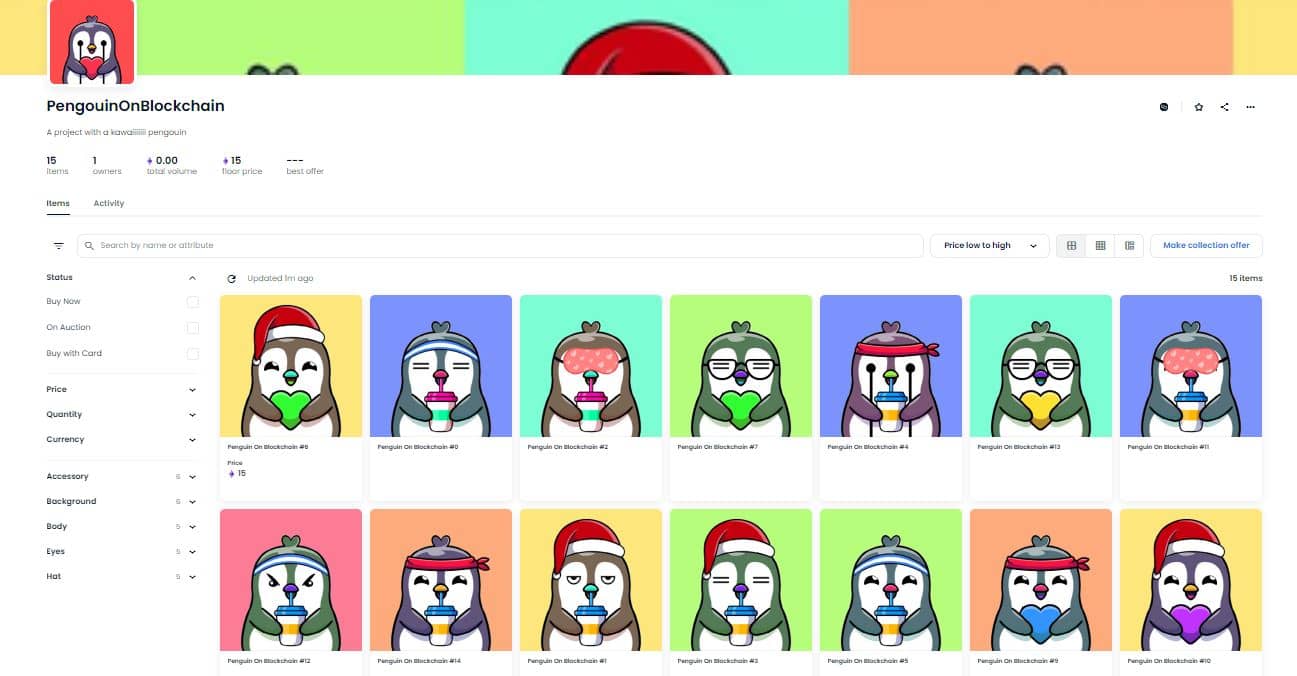 PengouinOnBlockchain
A project with a kawaiiiiii pengouin
15 1 0.00 15 ---
items owners total volume floor price best offer
Items Activity
Search by name or attribute
Price low to high
Make collection offer
Status
Updated 1m ago
15 items
Buy Now
On Auction
Buy with Card
Price
Quantity
Currency
Accessory 6
Background 6
Body 5
Eyes 5
Hat 5
Penguin On Blockchain #6
Price
15
Penguin On Blockchain #0
Penguin On Blockchain #2
Penguin On Blockchain #7
Penguin On Blockchain #4
Penguin On Blockchain #13
Penguin On Blockchain #11
Penguin On Blockchain #12
Penguin On Blockchain #14
Penguin On Blockchain #1
Penguin On Blockchain #3
Penguin On Blockchain #5
Penguin On Blockchain #9
Penguin On Blockchain #10